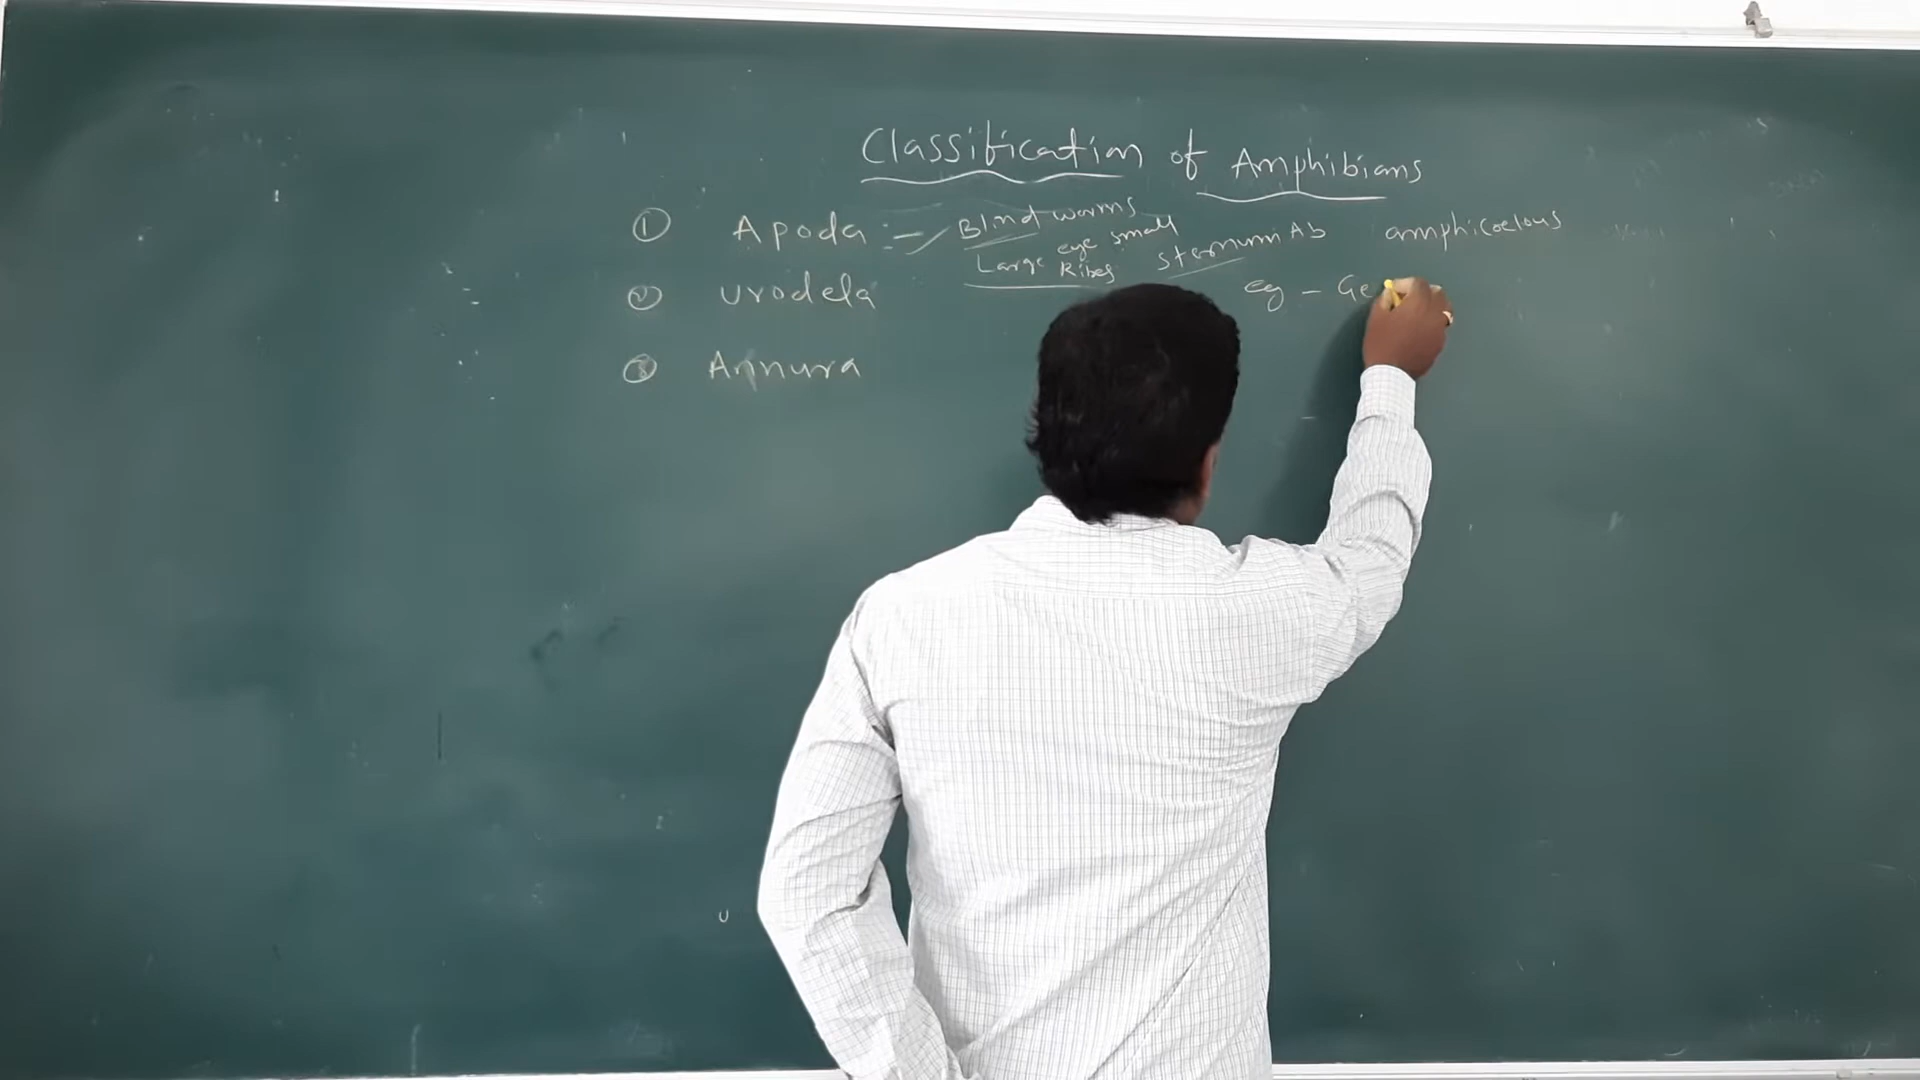 Classification of Amphibians
① Apoda :- Blind worms
eye small
Large Ribes sternum Ab amphicoelous
② Urodela eg - Ge
③ Annura